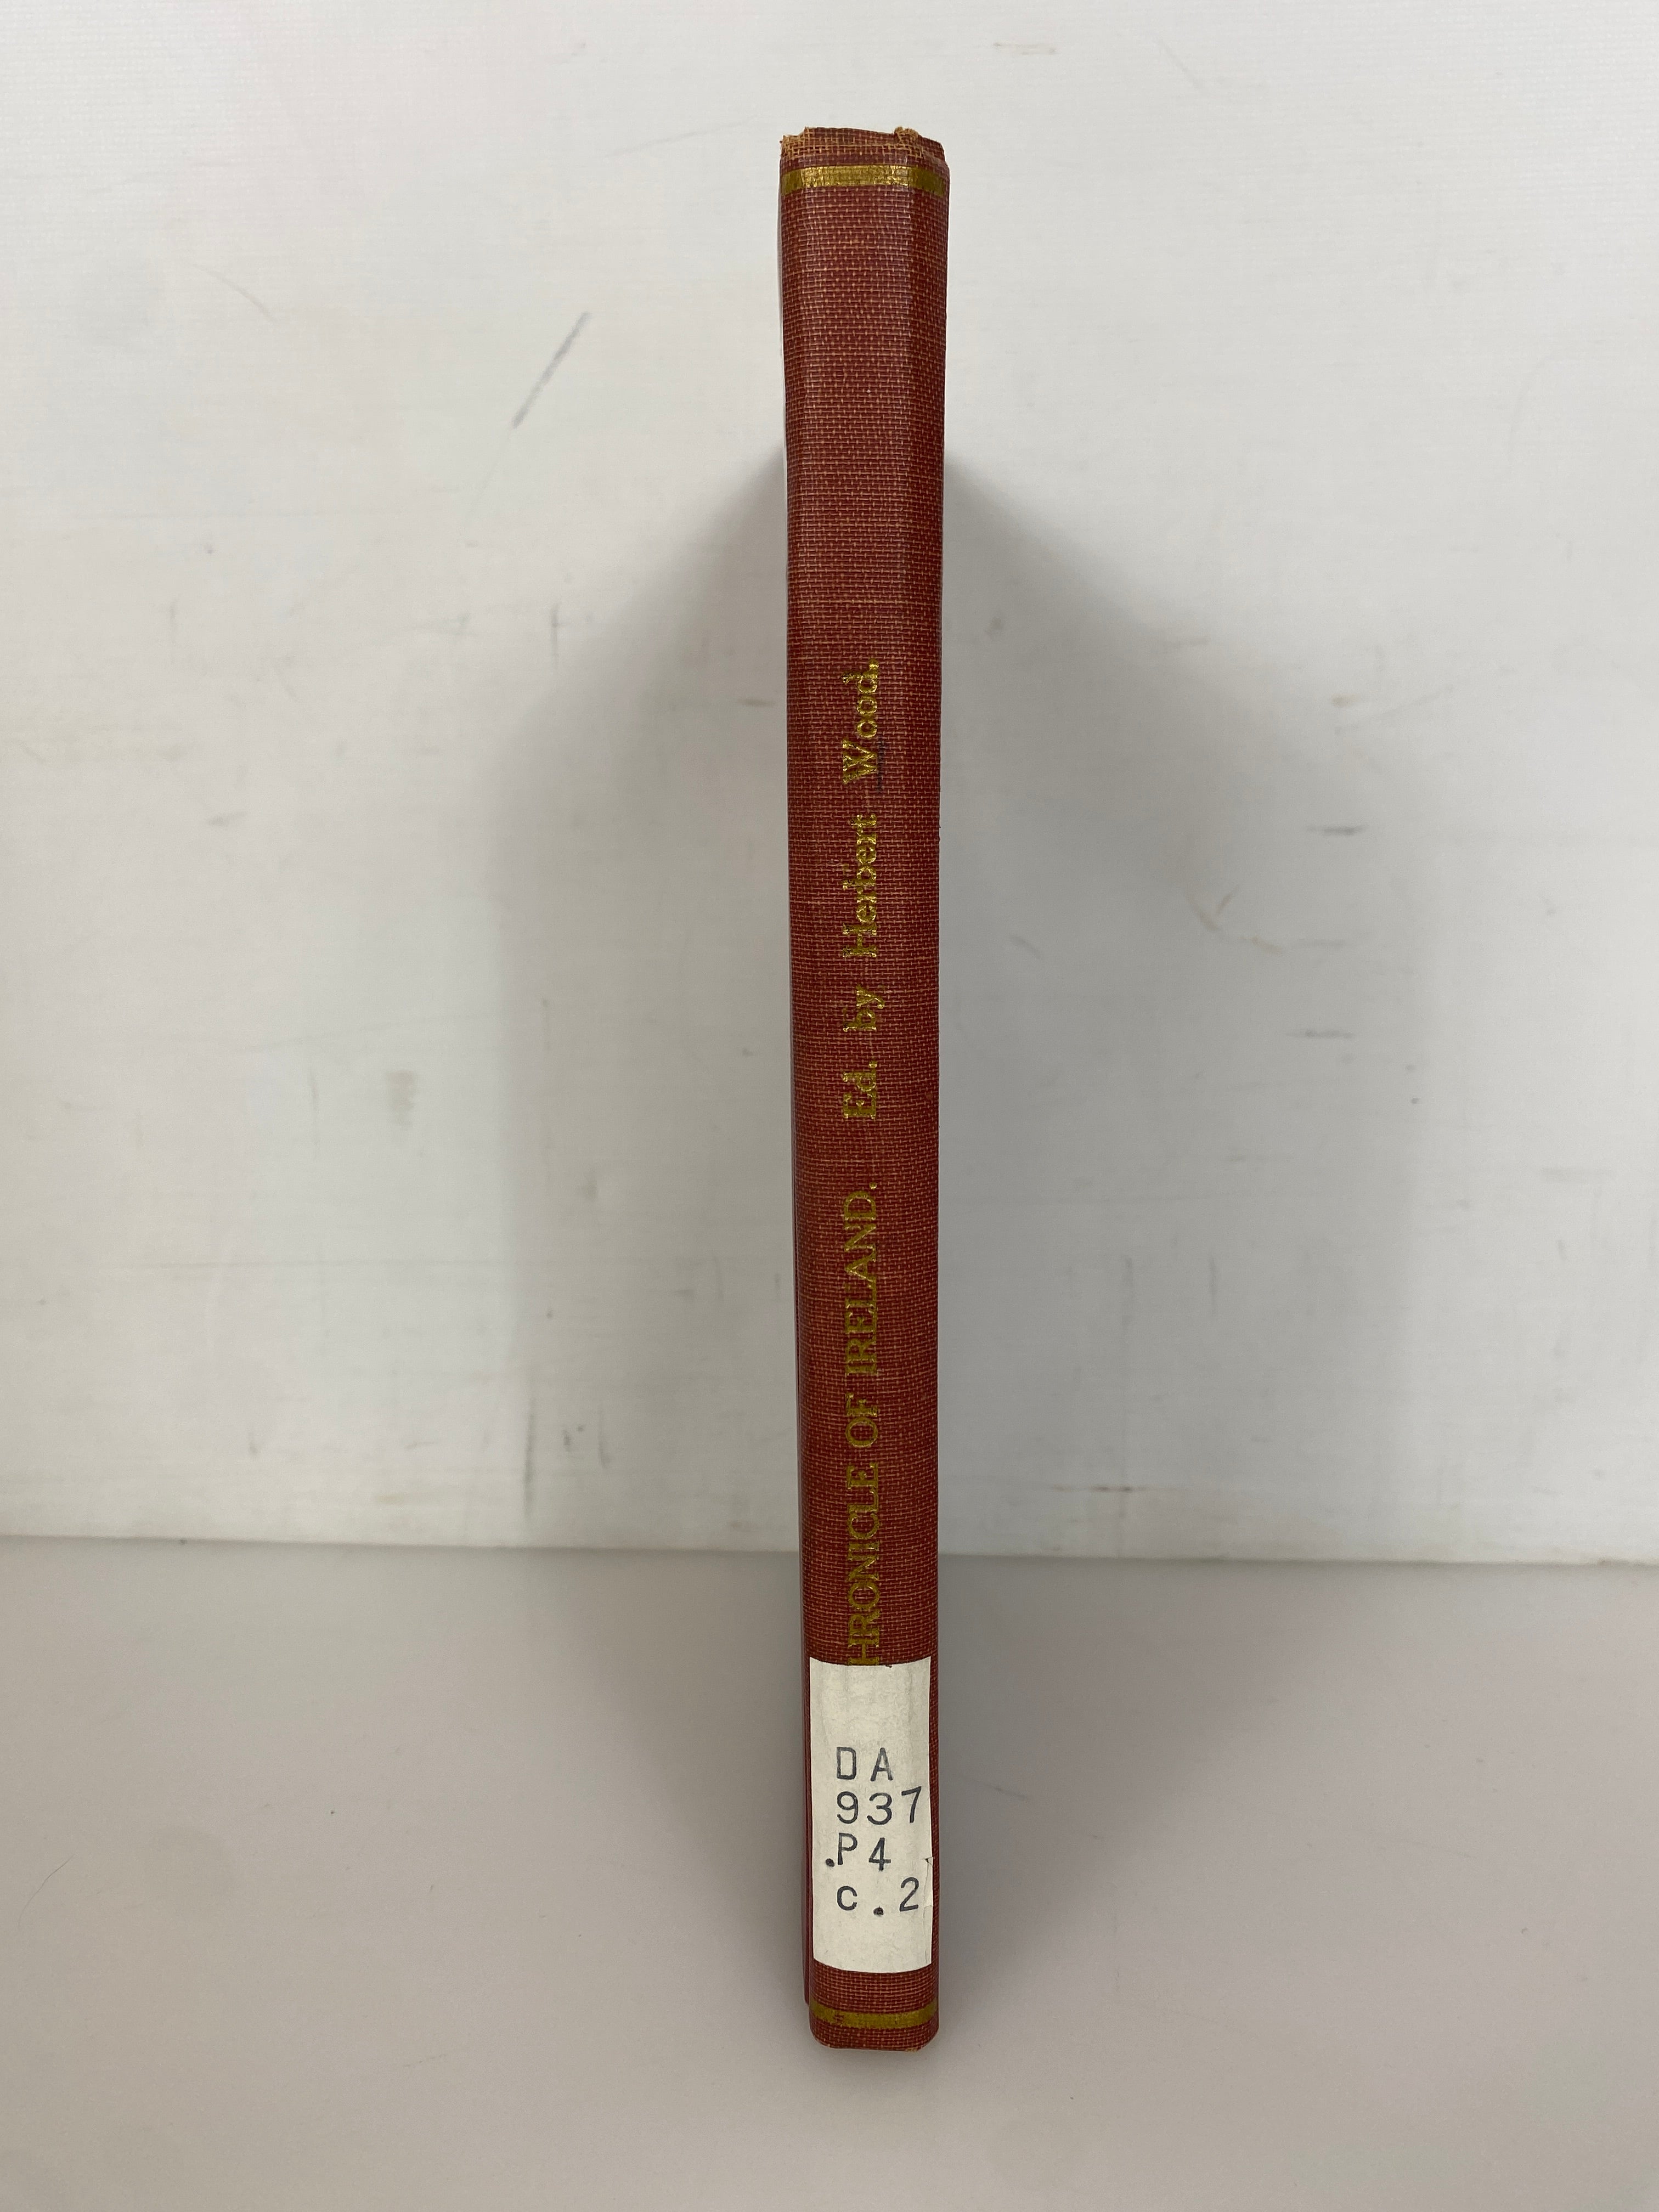 HRONICLE OF IRELAND. Ed. by Herbert Wood.
DA
937
.P4
c.2